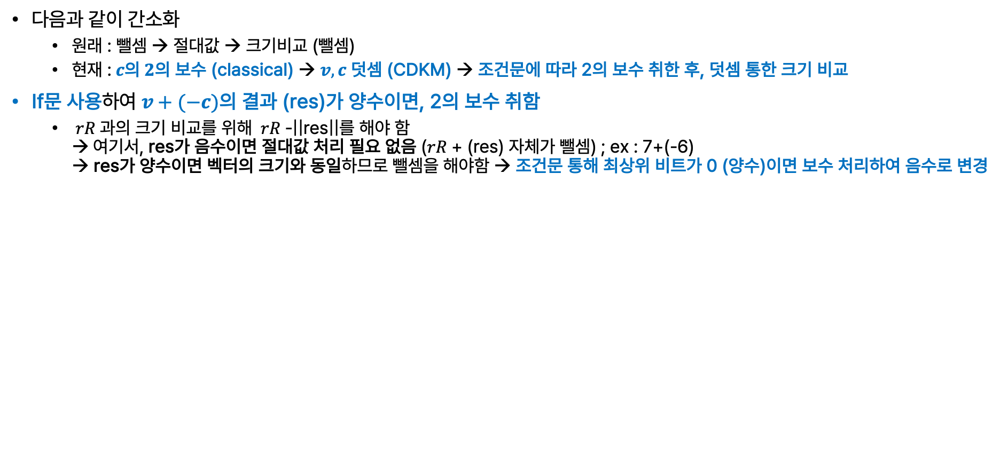 • 다음과 같이 간소화
• 원래 : 뺄셈 → 절대값 → 크기비교 (뺄셈)
• 현재 : c의 2의 보수 (classical) → v, c 덧셈 (CDKM) → 조건문에 따라 2의 보수 취한 후, 덧셈 통한 크기 비교
• If문 사용하여 v + (−c)의 결과 (res)가 양수이면, 2의 보수 취함
• rR 과의 크기 비교를 위해 rR -||res||를 해야 함
→ 여기서, res가 음수이면 절대값 처리 필요 없음 (rR + (res) 자체가 뺄셈) ; ex : 7+(-6)
→ res가 양수이면 벡터의 크기와 동일하므로 뺄셈을 해야함 → 조건문 통해 최상위 비트가 0 (양수)이면 보수 처리하여 음수로 변경